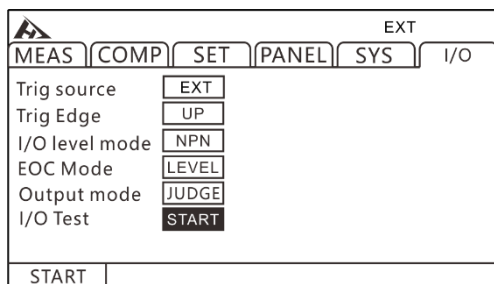 EXT
MEAS COMP SET PANEL SYS I/O
Trig source EXT
Trig Edge UP
I/O level mode NPN
EOC Mode LEVEL
Output mode JUDGE
I/O Test START
START